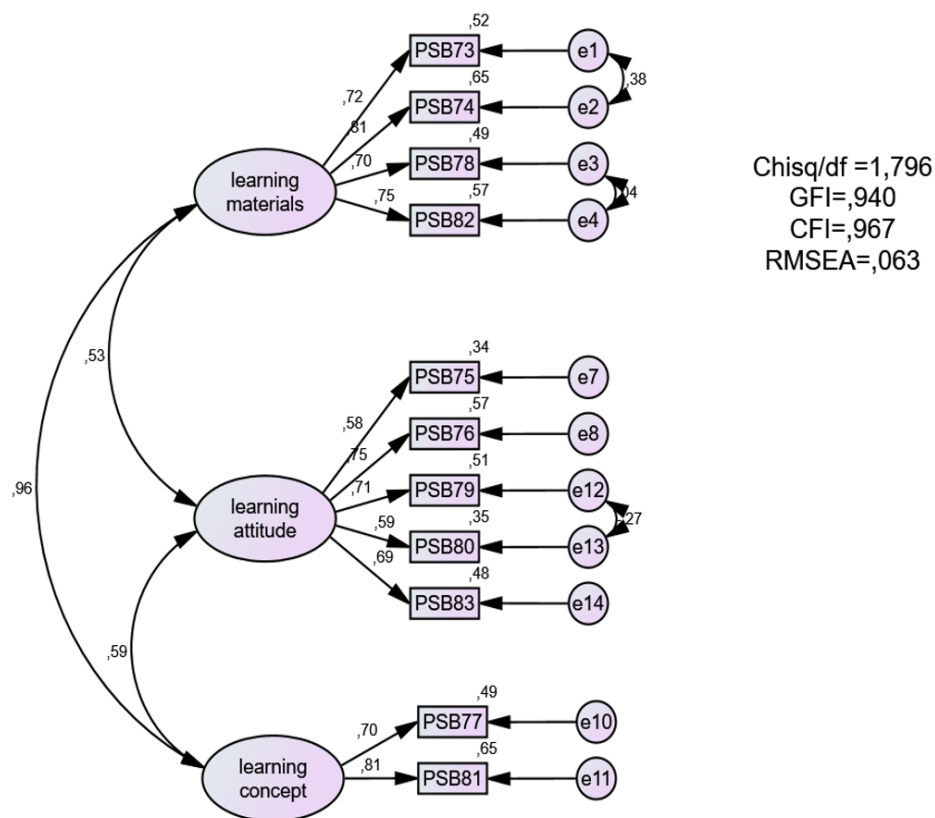 ,52
PSB73
e1
,72
,38
,65
PSB74
e2
,81
,49
PSB78
e3
,70
learning
materials
,04
,57
PSB82
e4
,75
Chisq/df =1,796
GFI=,940
CFI=,967
RMSEA=,063
,53
,34
PSB75
e7
,58
,57
PSB76
e8
,75
,51
PSB79
e12
,71
,96
learning
attitude
,35
PSB80
e13
,59
,48
PSB83
e14
,69
,59
,49
PSB77
e10
,70
,65
PSB81
e11
,81
learning
concept